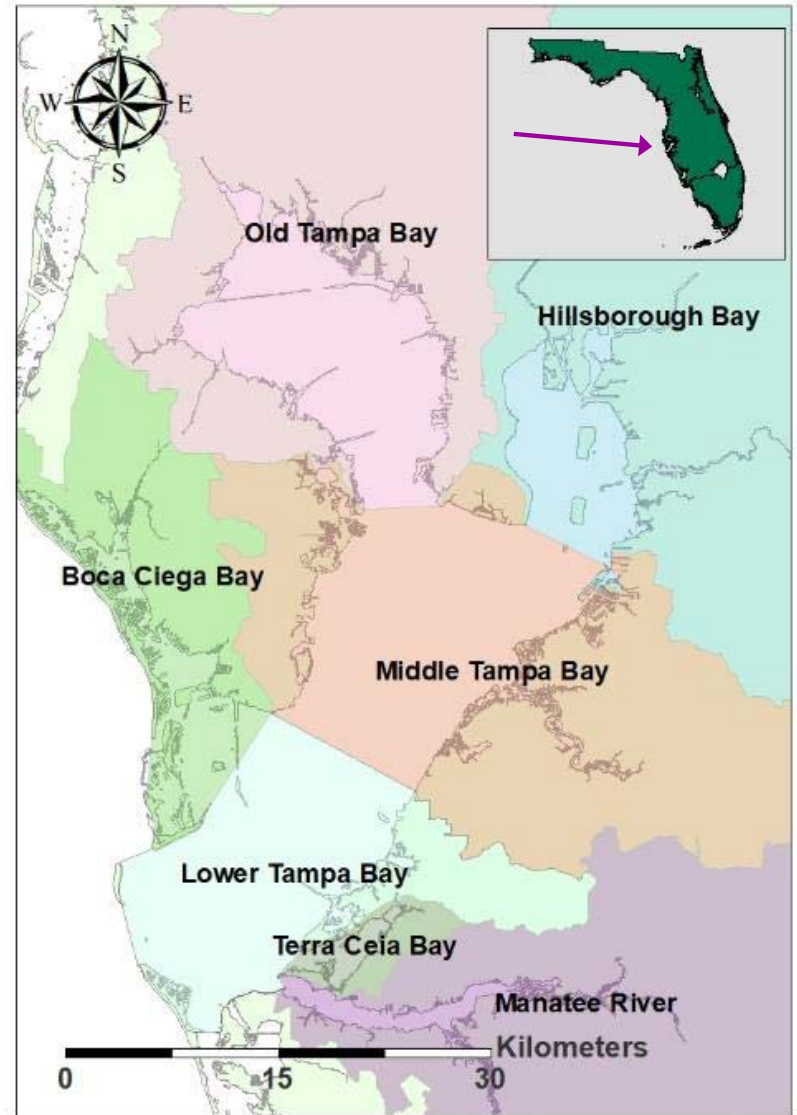 N
W E
S
Old Tampa Bay
Hillsborough Bay
Boca Ciega Bay
Middle Tampa Bay
Lower Tampa Bay
Terra Ceia Bay
Manatee River
Kilometers
0 15 30